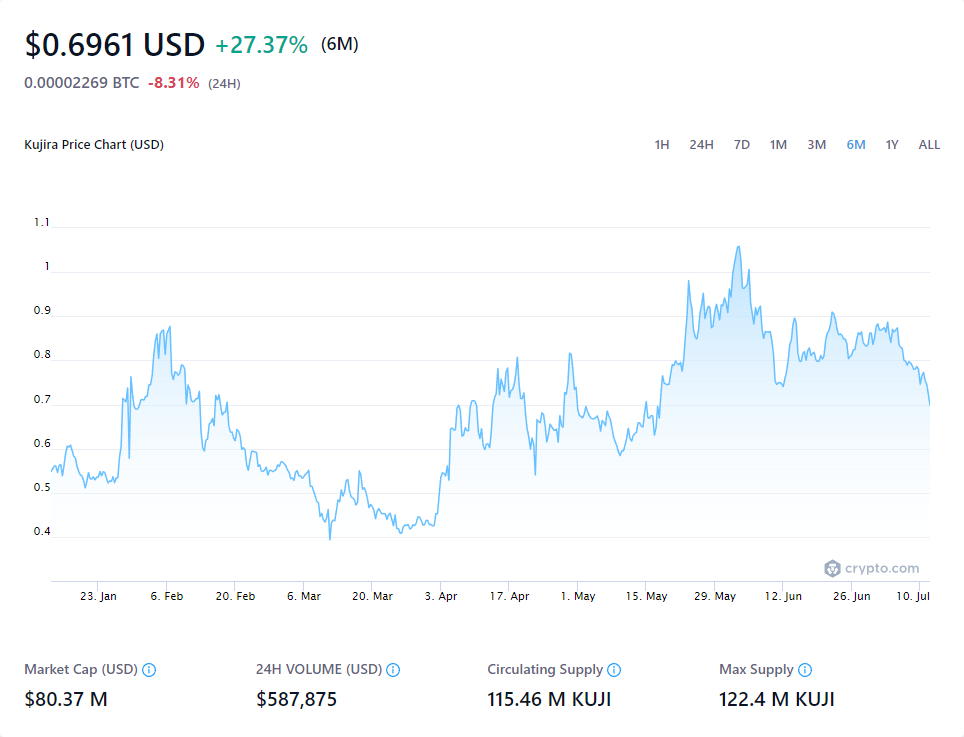 $0.6961 USD +27.37% (6M)
0.00002269 BTC -8.31% (24H)
Kujira Price Chart (USD) 1H 24H 7D 1M 3M 6M 1Y ALL
1.1
1
0.9
0.8
0.7
0.6
0.5
0.4
crypto.com
23. Jan 6. Feb 20. Feb 6. Mar 20. Mar 3. Apr 17. Apr 1. May 15. May 29. May 12. Jun 26. Jun 10. Jul
Market Cap (USD) 24H VOLUME (USD) Circulating Supply Max Supply
$80.37 M $587,875 115.46 M KUJI 122.4 M KUJI